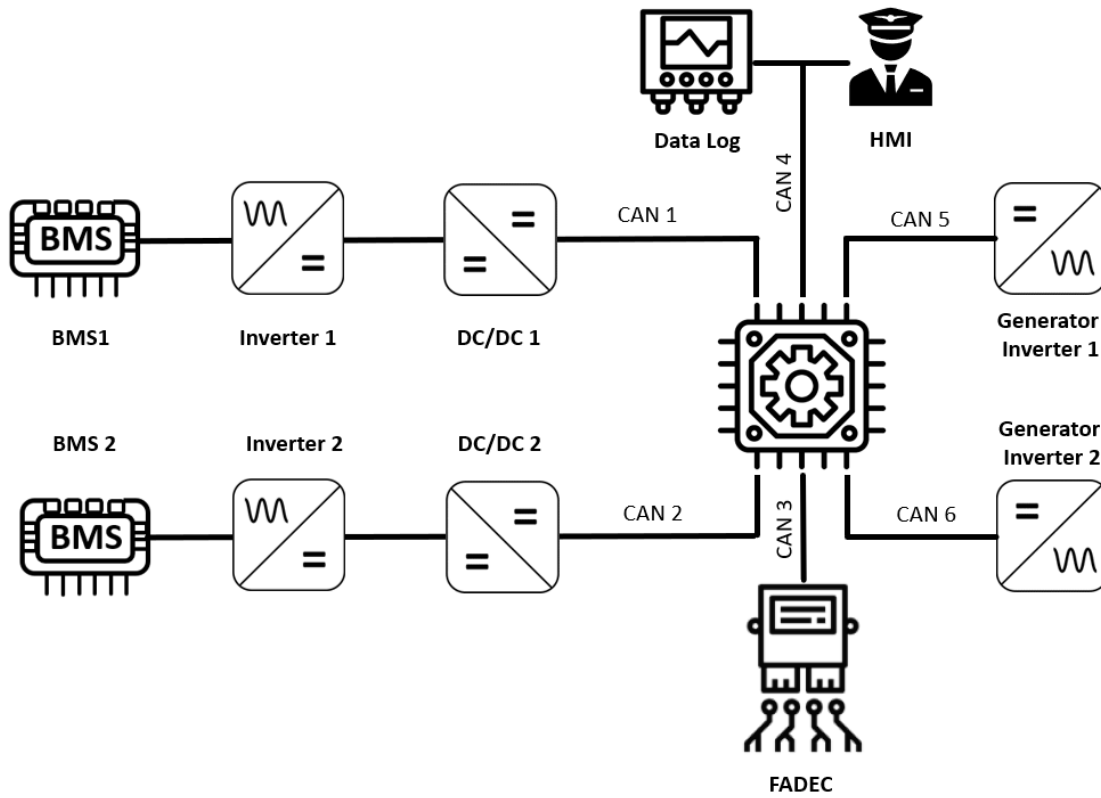 Data Log
HMI
CAN 4
CAN 1
CAN 5
BMS
BMS1
Inverter 1
DC/DC 1
Generator
Inverter 1
BMS 2
Inverter 2
DC/DC 2
Generator
Inverter 2
BMS
CAN 2
CAN 3
CAN 6
FADEC